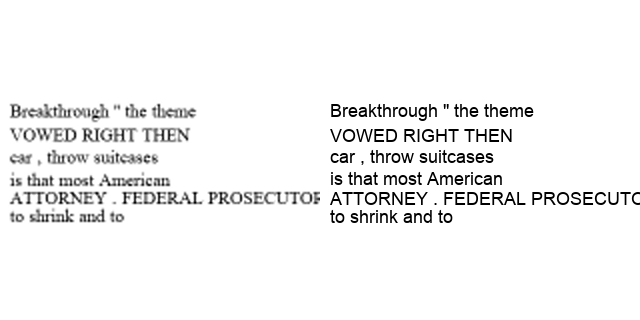 Breakthrough " the theme
VOWED RIGHT THEN
car , throw suitcases
is that most American
ATTORNEY . FEDERAL PROSECUTOR
to shrink and to
Breakthrough " the theme
VOWED RIGHT THEN
car , throw suitcases
is that most American
ATTORNEY . FEDERAL PROSECUTO
to shrink and to